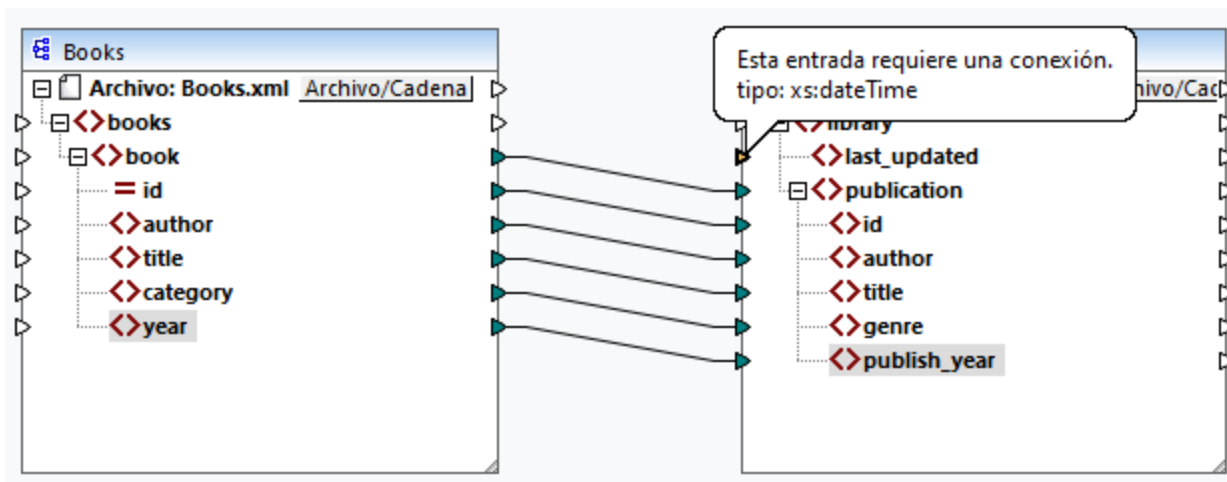 Books
Archivo: Books.xml Archivo/Cadena
books
book
id
author
title
category
year
Esta entrada requiere una conexión.
tipo: xs:dateTime
library
last_updated
publication
id
author
title
genre
publish_year